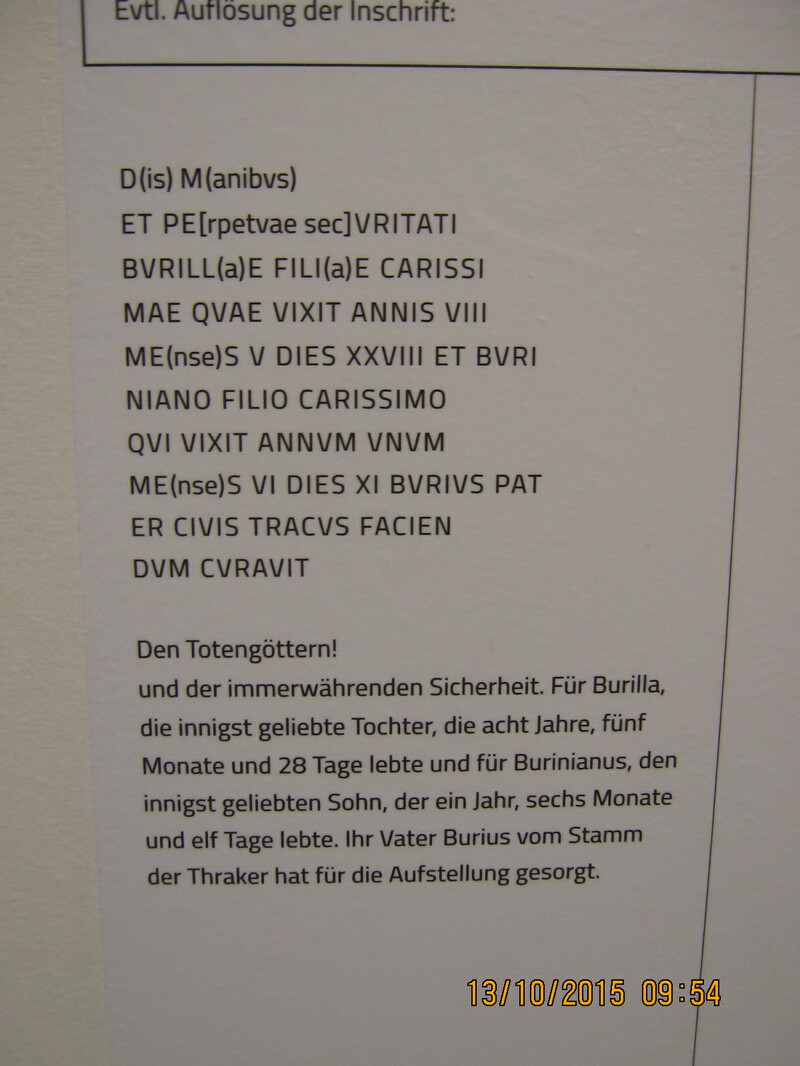 Evtl. Auflösung der Inschrift:
D(is) M(anibvs)
ET PE[rpetvae sec]VRITATI
BVRILL(a)E FILI(a)E CARISSI
MAE QVAE VIXIT ANNIS VIII
ME(nse)S V DIES XXVIII ET BVRI
NIANO FILIO CARISSIMO
QVI VIXIT ANNVM VNVM
ME(nse)S VI DIES XI BVRIVS PAT
ER CIVIS TRACVS FACIEN
DVM CVRAVIT
Den Totengöttern!
und der immerwährenden Sicherheit. Für Burilla,
die innigst geliebte Tochter, die acht Jahre, fünf
Monate und 28 Tage lebte und für Burinianus, den
innigst geliebten Sohn, der ein Jahr, sechs Monate
und elf Tage lebte. Ihr Vater Burius vom Stamm
der Thraker hat für die Aufstellung gesorgt.
13/10/2015 09:54